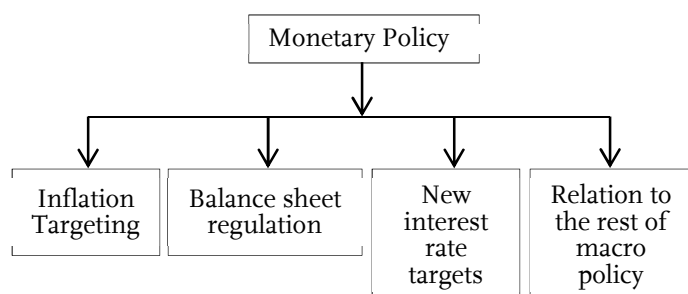 Monetary Policy
Inflation
Targeting
Balance sheet
regulation
New
interest
rate
targets
Relation to
the rest of
macro
policy